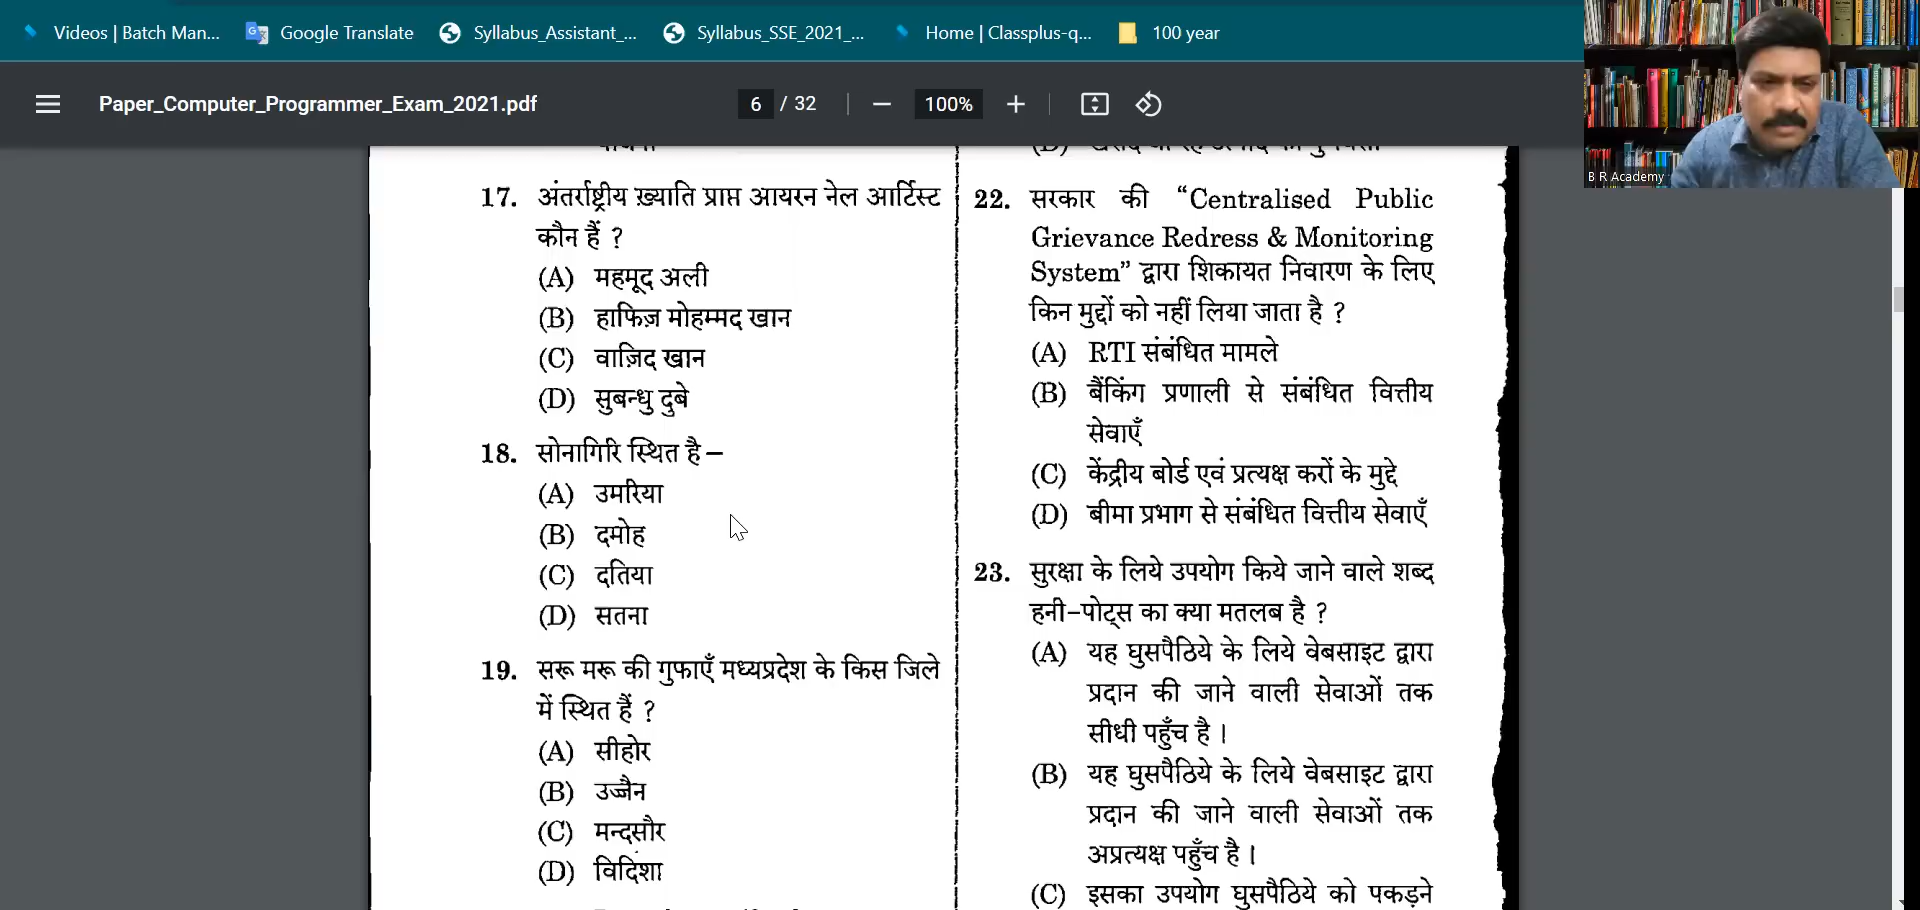 Videos | Batch Man...
Google Translate
Syllabus_Assistant_...
Syllabus_SSE_2021_...
Home | Classplus-q...
100 year
Paper_Computer_Programmer_Exam_2021.pdf
6 / 32
100%
B R Academy
17. अंतर्राष्ट्रीय ख़्याति प्राप्त आयरन नेल आर्टिस्ट
कौन हैं ?
(A) महमूद अली
(B) हाफिज़ मोहम्मद खान
(C) वाज़िद खान
(D) सुबन्धु दुबे
18. सोनागिरि स्थित है –
(A) उमरिया
(B) दमोह
(C) दतिया
(D) सतना
19. सरू मरू की गुफाएँ मध्यप्रदेश के किस जिले
में स्थित हैं ?
(A) सीहोर
(B) उज्जैन
(C) मन्दसौर
(D) विदिशा
22. सरकार की “Centralised Public
Grievance Redress & Monitoring
System” द्वारा शिकायत निवारण के लिए
किन मुद्दों को नहीं लिया जाता है ?
(A) RTI संबंधित मामले
(B) बैंकिंग प्रणाली से संबंधित वित्तीय
सेवाएँ
(C) केंद्रीय बोर्ड एवं प्रत्यक्ष करों के मुद्दे
(D) बीमा प्रभाग से संबंधित वित्तीय सेवाएँ
23. सुरक्षा के लिये उपयोग किये जाने वाले शब्द
हनी-पोट्स का क्या मतलब है ?
(A) यह घुसपैठिये के लिये वेबसाइट द्वारा
प्रदान की जाने वाली सेवाओं तक
सीधी पहुँच है ।
(B) यह घुसपैठिये के लिये वेबसाइट द्वारा
प्रदान की जाने वाली सेवाओं तक
अप्रत्यक्ष पहुँच है ।
(C) इसका उपयोग घुसपैठिये को पकड़ने